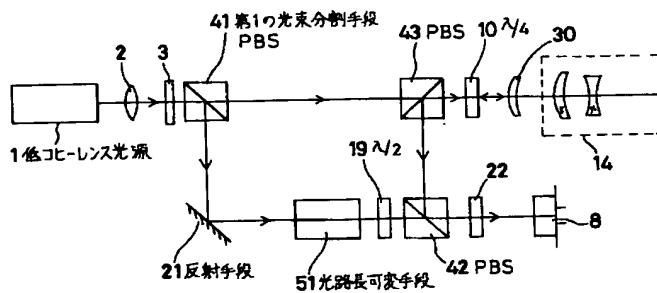 41 第1の光束分割手段
PBS
43 PBS
10 λ/4
30
2
3
1 低コヒーレンス光源
14
19 λ/2
22
8
21 反射手段
51 光路長可変手段
42 PBS